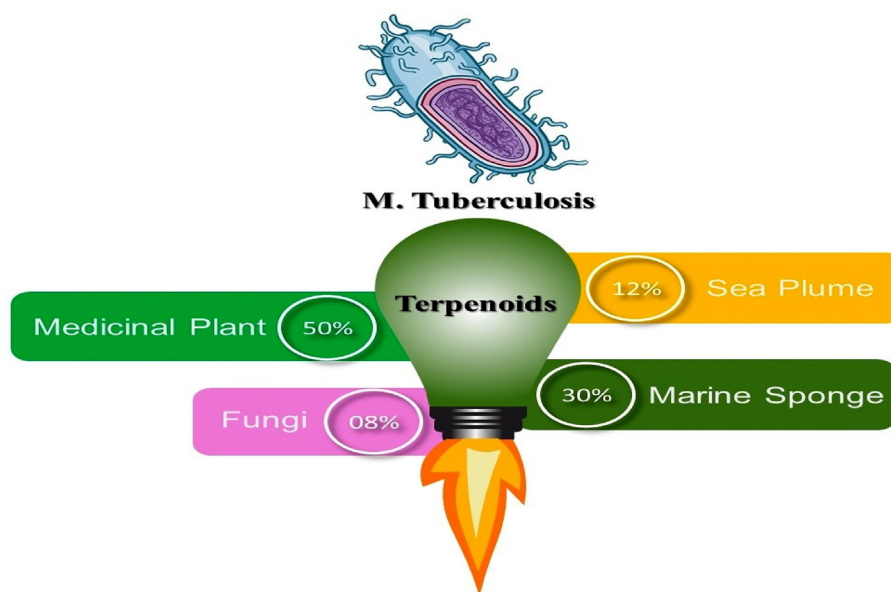 M. Tuberculosis
Terpenoids
12%
Sea Plume
Medicinal Plant
50%
30%
Marine Sponge
Fungi
08%